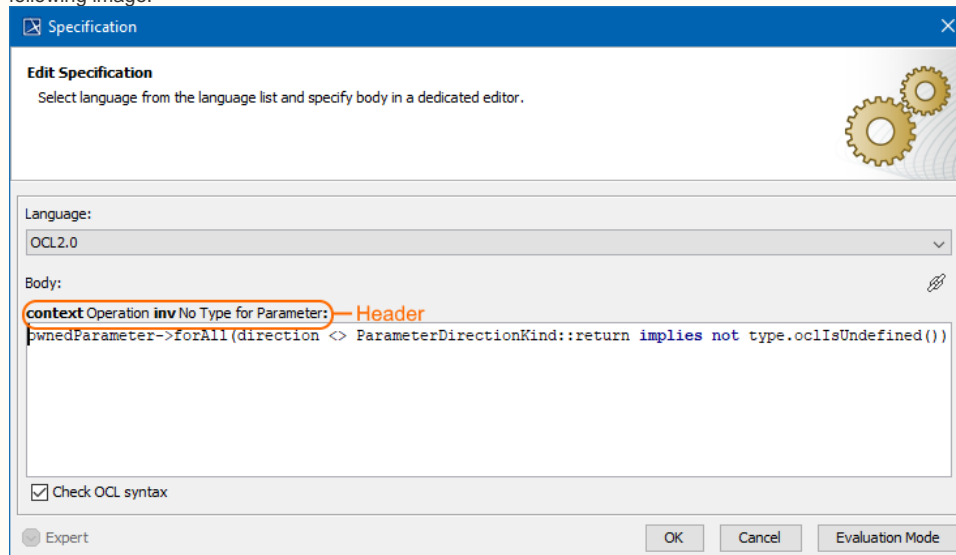 following image:
Specification
Edit Specification
Select language from the language list and specify body in a dedicated editor.
Language:
OCL2.0
Body:
context Operation inv No Type for Parameter: Header
ownedParameter->forAll(direction <> ParameterDirectionKind::return implies not type.oclIsUndefined())
Check OCL syntax
Expert
OK Cancel Evaluation Mode